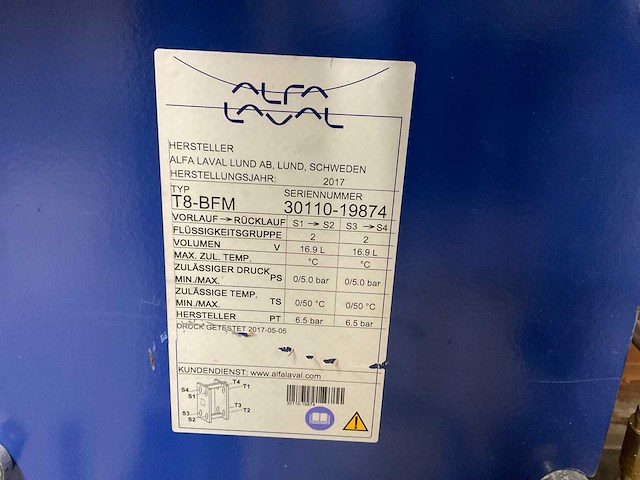 ALFA
LAVAL
HERSTELLER
ALFA LAVAL LUND AB, LUND, SCHWEDEN
HERSTELLUNGSJAHR: 2017
TYP SERIENNUMMER
T8-BFM 30110-19874
VORLAUF → RÜCKLAUF S1 → S2 S3 → S4
FLÜSSIGKEITSGRUPPE 2 2
VOLUMEN V 16.9 L 16.9 L
MAX. ZUL. TEMP. °C °C
ZULÄSSIGER DRUCK PS
MIN./MAX. 0/5.0 bar 0/5.0 bar
ZULÄSSIGE TEMP. TS
MIN./MAX. 0/50 °C 0/50 °C
HERSTELLER PT 6.5 bar 6.5 bar
DRUCK GETESTET 2017-05-05
KUNDENDIENST: www.alfalaval.com
S4 T4
S1 T1
S3 T3
S2 T2
30110-19874